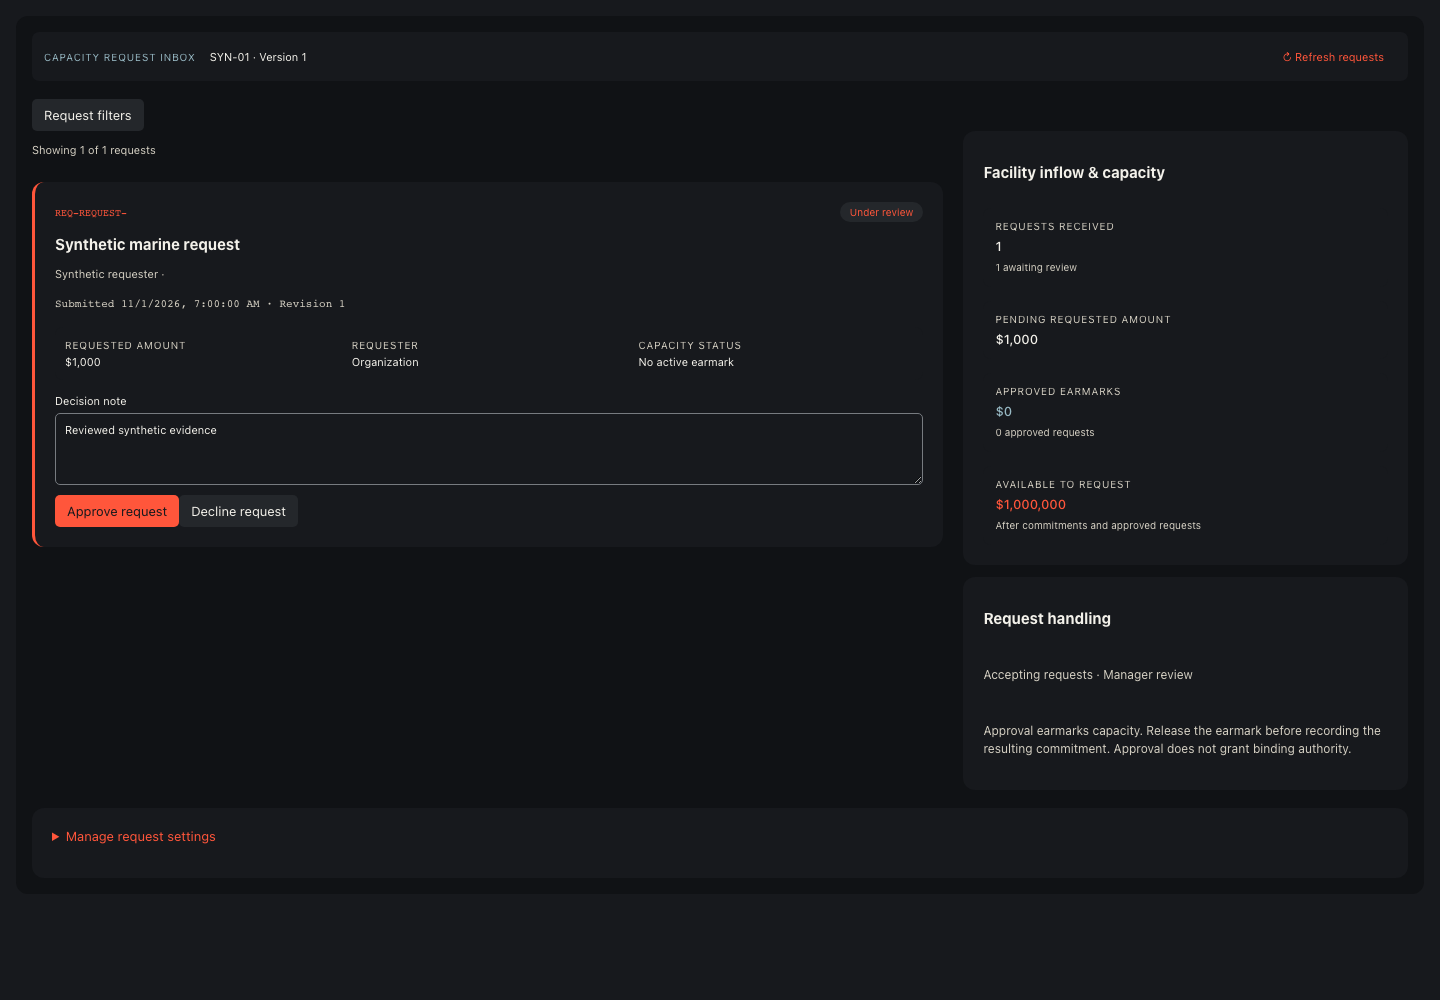 CAPACITY REQUEST INBOX SYN-01 · Version 1
↻ Refresh requests
Request filters
Showing 1 of 1 requests
REQ-REQUEST-
Under review
Synthetic marine request
Synthetic requester ·
Submitted 11/1/2026, 7:00:00 AM · Revision 1
REQUESTED AMOUNT
$1,000
REQUESTER
Organization
CAPACITY STATUS
No active earmark
Decision note
Reviewed synthetic evidence
Approve request
Decline request
Facility inflow & capacity
REQUESTS RECEIVED
1
1 awaiting review
PENDING REQUESTED AMOUNT
$1,000
APPROVED EARMARKS
$0
0 approved requests
AVAILABLE TO REQUEST
$1,000,000
After commitments and approved requests
Request handling
Accepting requests · Manager review
Approval earmarks capacity. Release the earmark before recording the
resulting commitment. Approval does not grant binding authority.
▶ Manage request settings